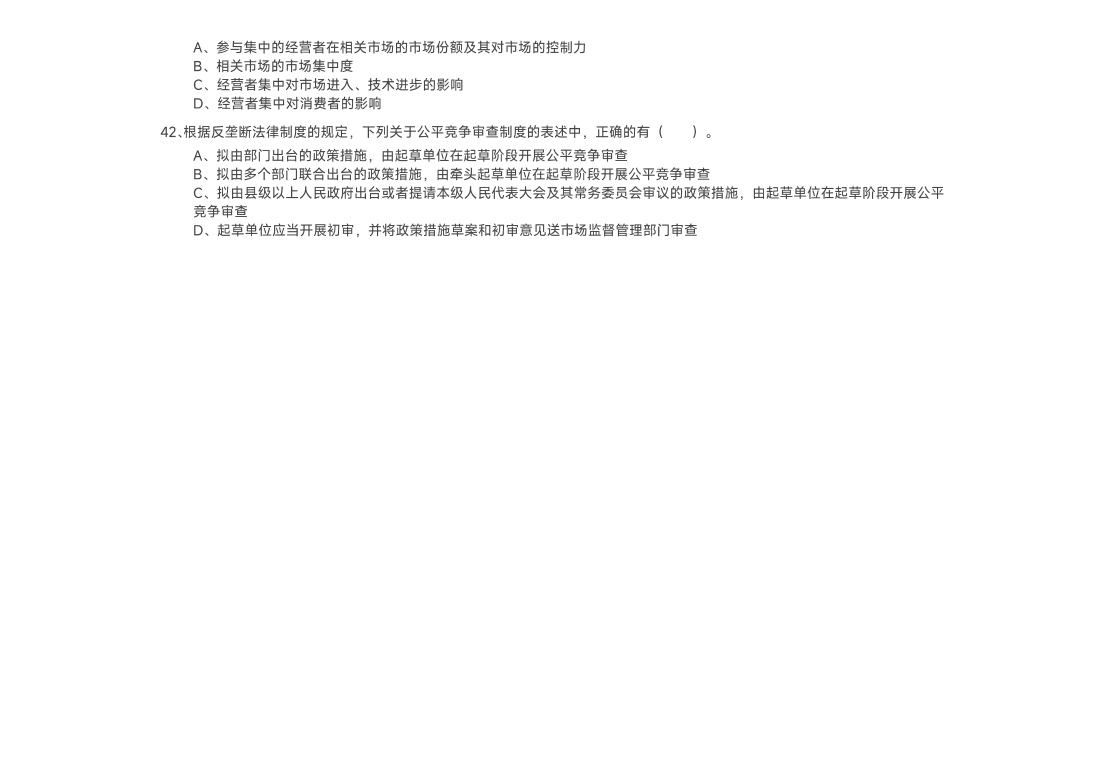 A、参与集中的经营者在相关市场的市场份额及其对市场的控制力
B、相关市场的市场集中度
C、经营者集中对市场进入、技术进步的影响
D、经营者集中对消费者的影响
42、根据反垄断法律制度的规定，下列关于公平竞争审查制度的表述中，正确的有（　　）。
A、拟由部门出台的政策措施，由起草单位在起草阶段开展公平竞争审查
B、拟由多个部门联合出台的政策措施，由牵头起草单位在起草阶段开展公平竞争审查
C、拟由县级以上人民政府出台或者提请本级人民代表大会及其常务委员会审议的政策措施，由起草单位在起草阶段开展公平
竞争审查
D、起草单位应当开展初审，并将政策措施草案和初审意见送市场监督管理部门审查